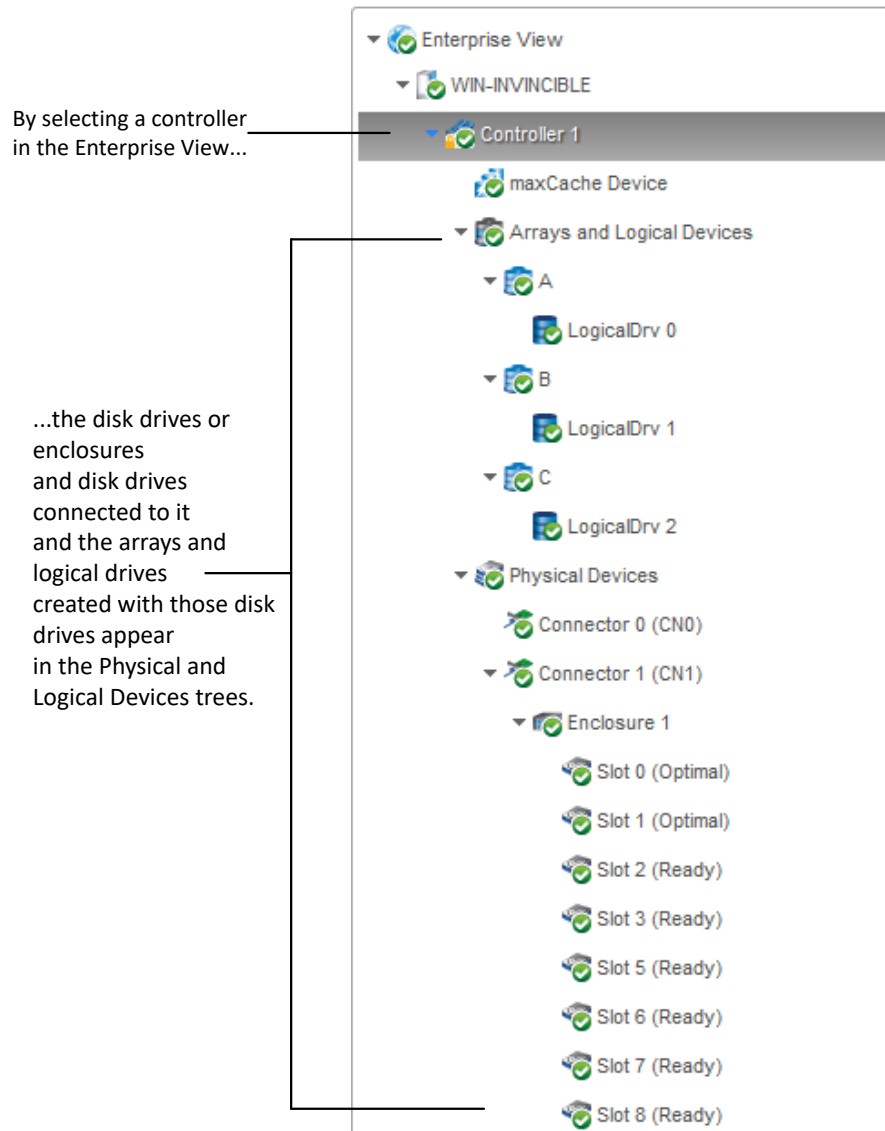 Enterprise View
WIN-INVINCIBLE
By selecting a controller
in the Enterprise View...
Controller 1
maxCache Device
Arrays and Logical Devices
A
LogicalDrv 0
B
LogicalDrv 1
C
LogicalDrv 2
...the disk drives or
enclosures
and disk drives
connected to it
and the arrays and
logical drives
created with those disk
drives appear
in the Physical and
Logical Devices trees.
Physical Devices
Connector 0 (CN0)
Connector 1 (CN1)
Enclosure 1
Slot 0 (Optimal)
Slot 1 (Optimal)
Slot 2 (Ready)
Slot 3 (Ready)
Slot 5 (Ready)
Slot 6 (Ready)
Slot 7 (Ready)
Slot 8 (Ready)